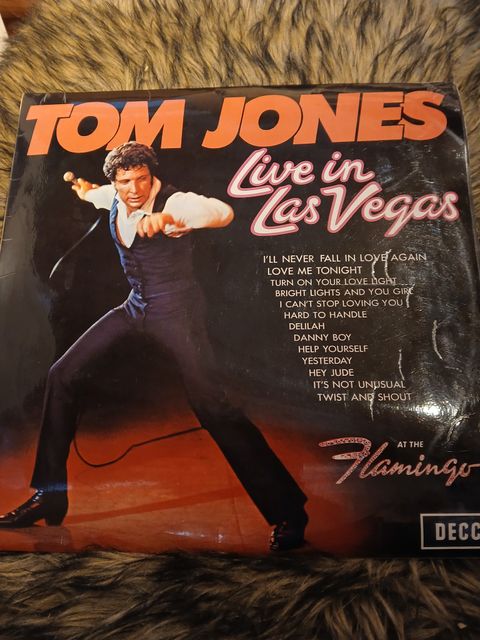 TOM JONES
Live in
Las Vegas
I'LL NEVER FALL IN LOVE AGAIN
LOVE ME TONIGHT
TURN ON YOUR LOVE LIGHT
BRIGHT LIGHTS AND YOU GIRL
I CAN'T STOP LOVING YOU
HARD TO HANDLE
DELILAH
DANNY BOY
HELP YOURSELF
YESTERDAY
HEY JUDE
IT'S NOT UNUSUAL
TWIST AND SHOUT
AT THE
Flamingo
DECC